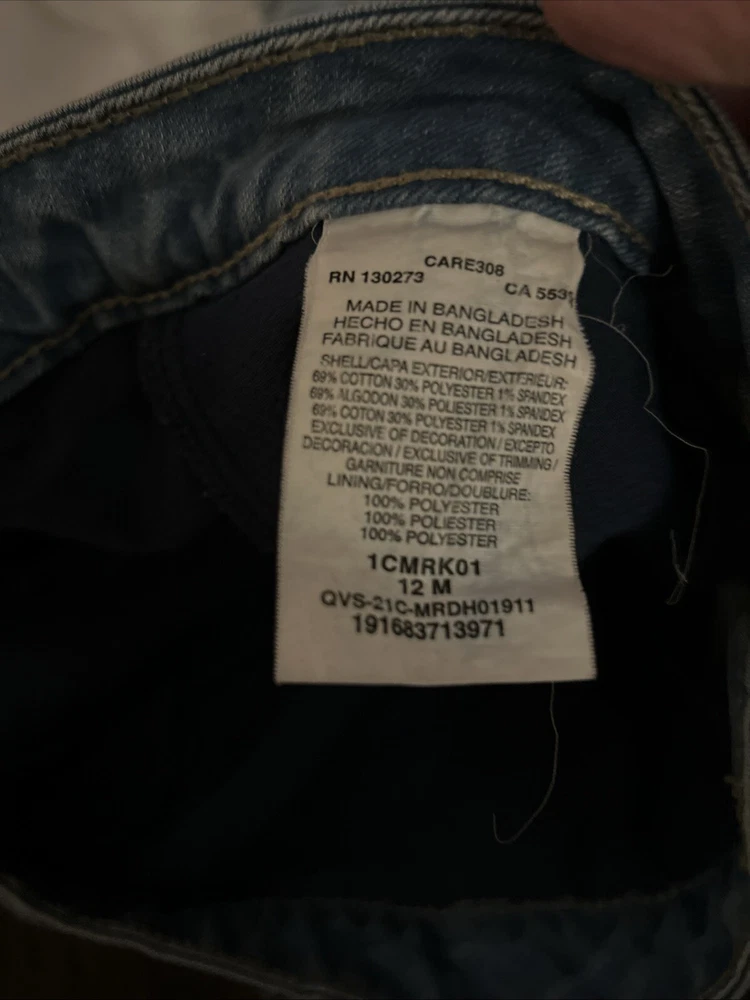 CARE308
RN 130273 CA 5533
MADE IN BANGLADESH
HECHO EN BANGLADESH
FABRIQUE AU BANGLADESH
SHELL/CAPA EXTERIOR/EXTERIEUR:
69% COTTON 30% POLYESTER 1% SPANDEX
69% ALGODON 30% POLIESTER 1% SPANDEX
69% COTON 30% POLYESTER 1% SPANDEX
EXCLUSIVE OF DECORATION / EXCEPTO
DECORACION / EXCLUSIVE OF TRIMMING /
GARNITURE NON COMPRISE
LINING/FORRO/DOUBLURE:
100% POLYESTER
100% POLIESTER
100% POLYESTER
1CMRK01
12 M
QVS-21C-MRDH01911
191683713971